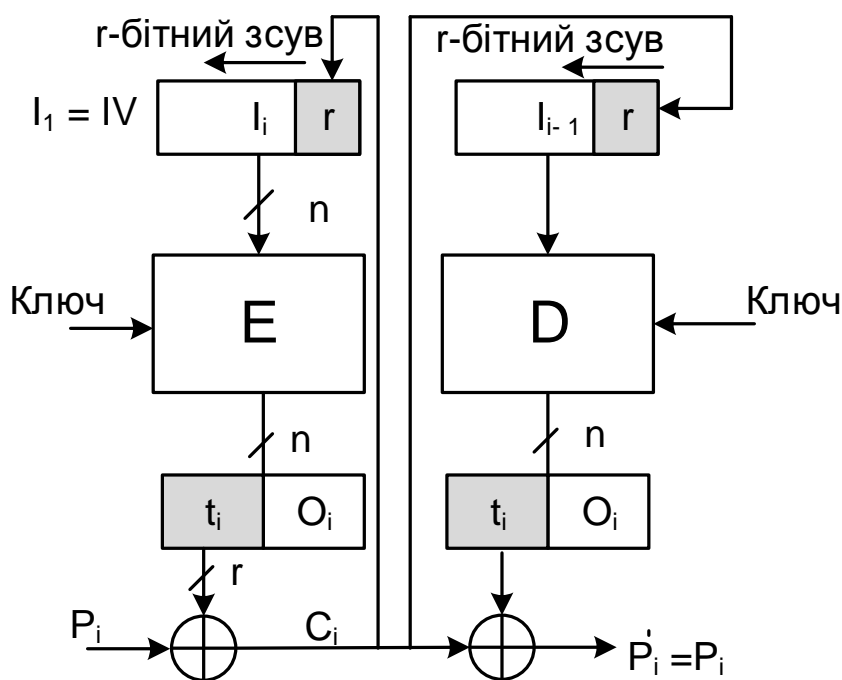 r-бітний зсув
r-бітний зсув
I₁ = IV
Iᵢ
r
Iᵢ₋ ₁
r
n
Ключ
E
D
Ключ
n
n
tᵢ
Oᵢ
tᵢ
Oᵢ
r
Pᵢ
Cᵢ
P'ᵢ =Pᵢ